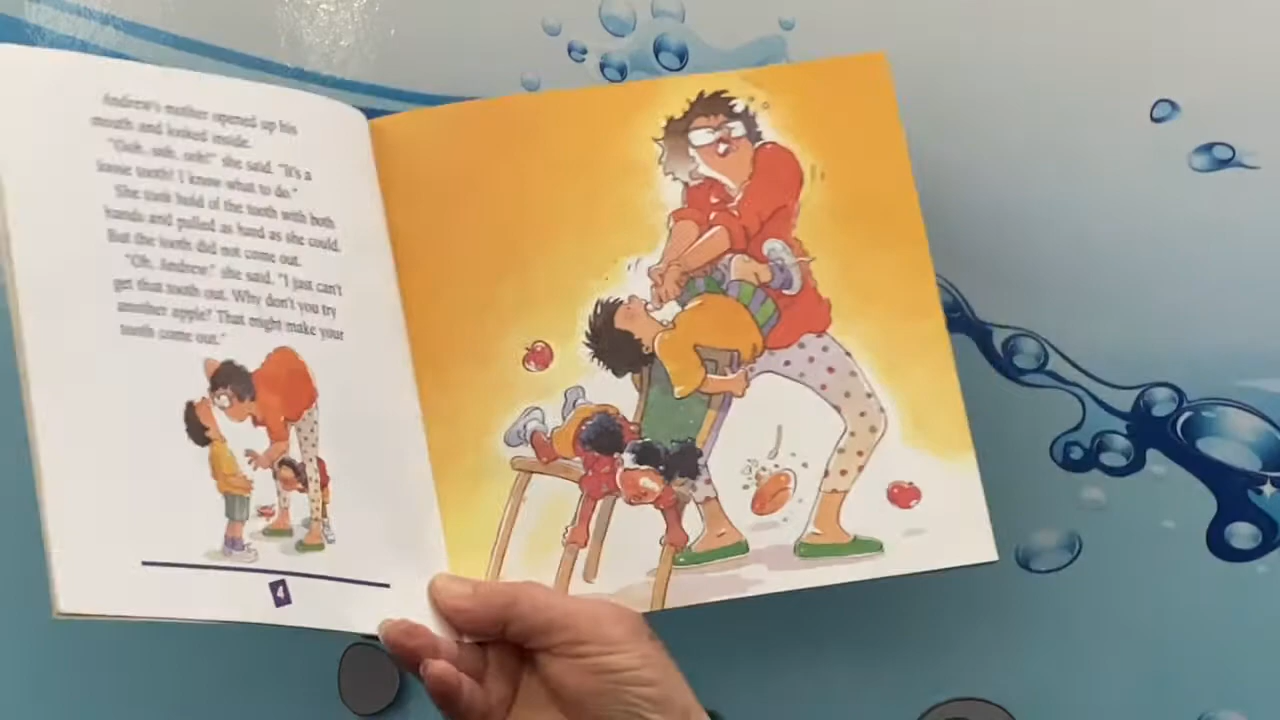 Andrew's mother opened up his
mouth and looked inside.
"Ooh, ooh, ooh!" she said. "It's a
loose tooth! I know what to do."
She took hold of the tooth with both
hands and pulled as hard as she could.
But the tooth did not come out.
"Oh, Andrew," she said. "I just can't
get that tooth out. Why don't you try
another apple? That might make your
tooth come out."
4